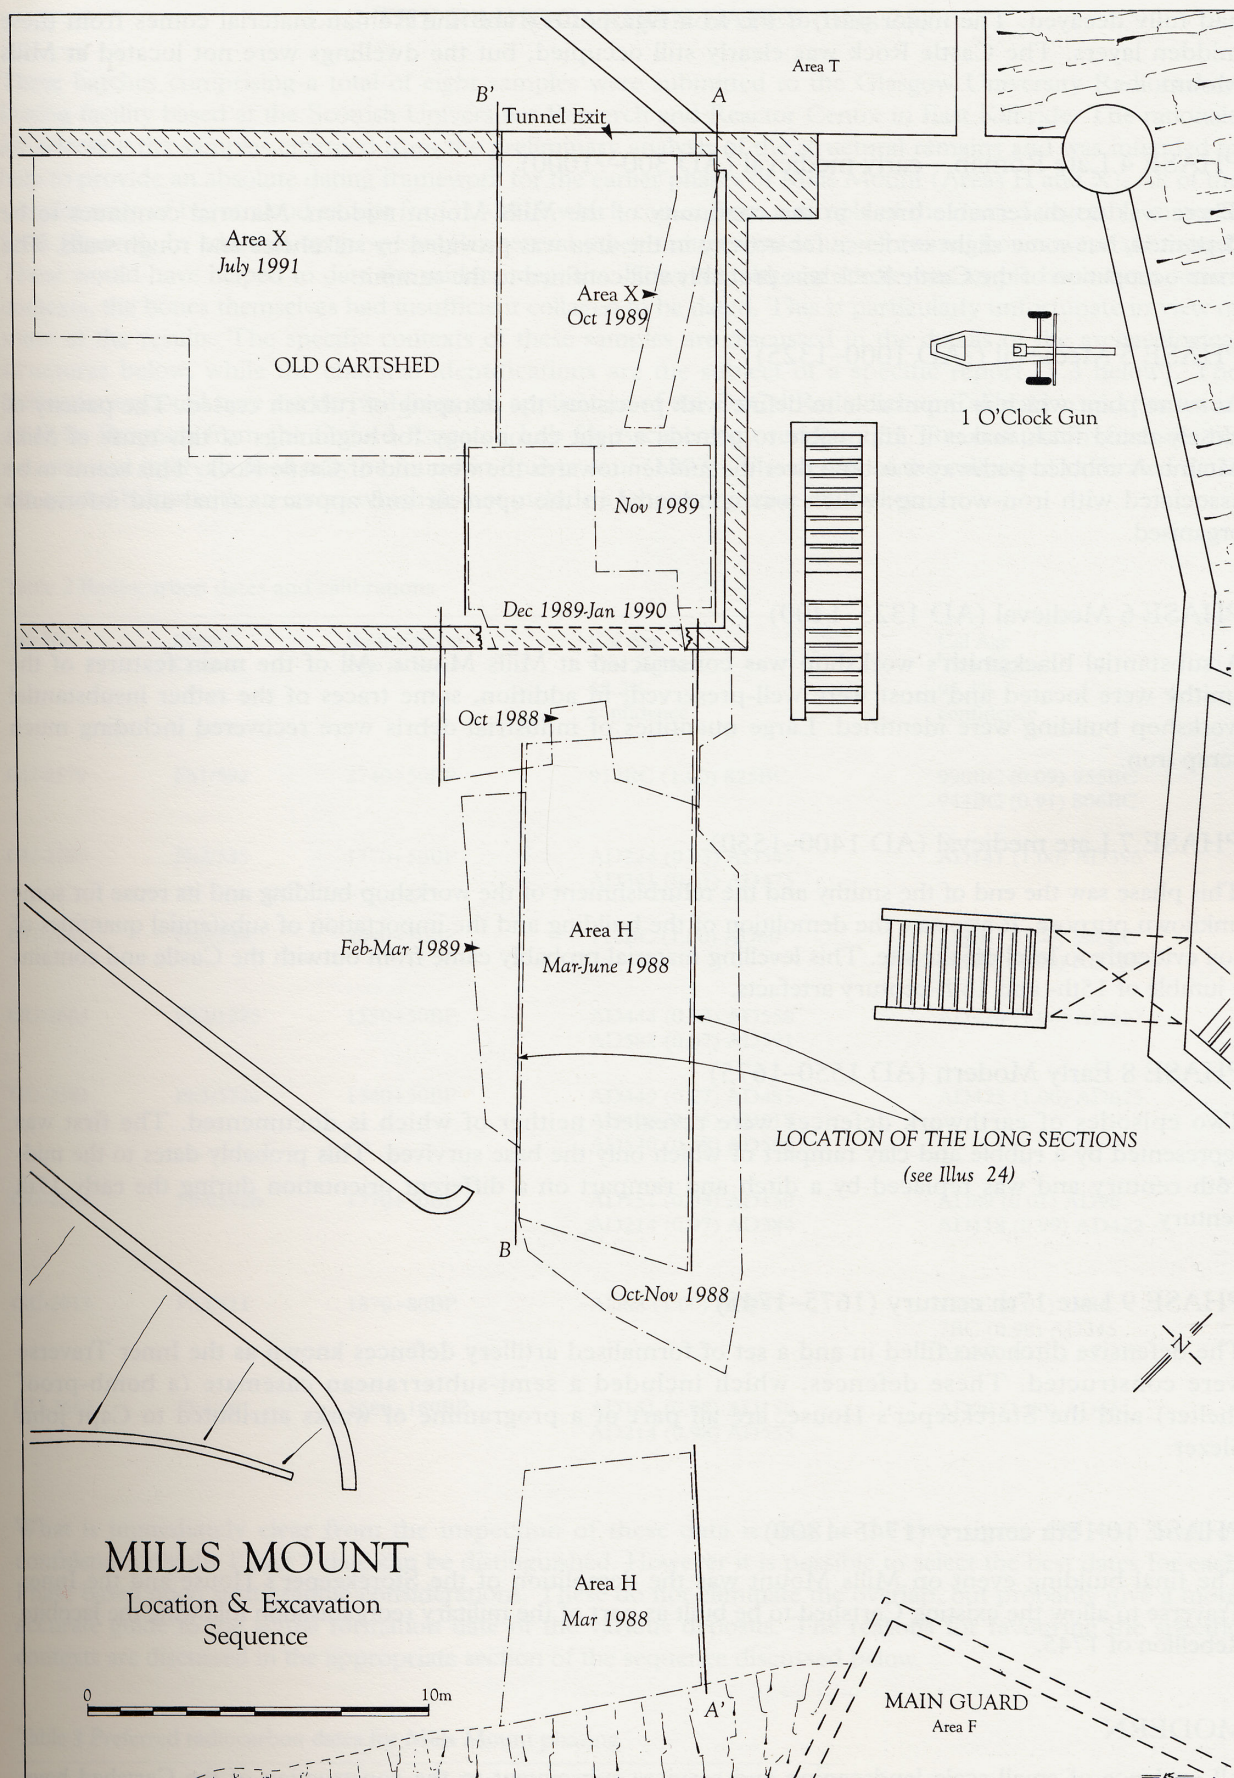 Area T
B'
A
Tunnel Exit
Area X
July 1991
Area X
Oct 1989
OLD CARTSHED
1 O'Clock Gun
Nov 1989
Dec 1989-Jan 1990
Oct 1988
Area H
Mar-June 1988
Feb-Mar 1989
LOCATION OF THE LONG SECTIONS
(see Illus 24)
B
Oct-Nov 1988
N
MILLS MOUNT
Location & Excavation
Sequence
0 10m
Area H
Mar 1988
A'
MAIN GUARD
Area F